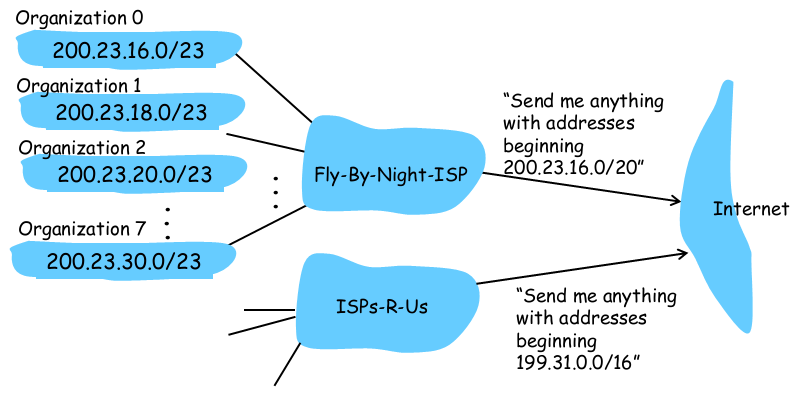 Organization 0
200.23.16.0/23
Organization 1
200.23.18.0/23
Organization 2
200.23.20.0/23
Organization 7
200.23.30.0/23
Fly-By-Night-ISP
“Send me anything
with addresses
beginning
200.23.16.0/20”
Internet
ISPs-R-Us
“Send me anything
with addresses
beginning
199.31.0.0/16”